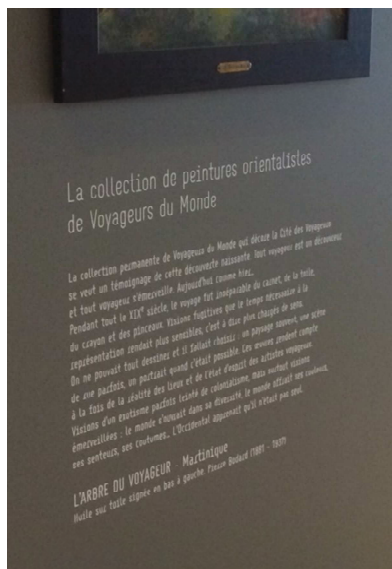 La collection de peintures orientalistes
de Voyageurs du Monde
La collection permanente de Voyageurs du Monde qui décore la Cité des Voyageurs
se veut un témoignage de cette découverte naissante. Tout voyageur est un découvreur
et tout voyageur s'émerveille. Aujourd'hui comme hier.
Pendant tout le XIXe siècle, le voyage fut inséparable du carnet, de la toile,
du crayon et des pinceaux. Visions fugitives que le temps nécessaire à la
représentation rendait plus sensibles, c'est à dire plus chargés de sens.
On ne pouvait tout dessiner et il fallait choisir : un paysage souvent, une scène
de rue parfois, un portrait quand c'était possible. Ces œuvres rendent compte
à la fois de la réalité des lieux et de l'état d'esprit des artistes voyageurs.
Visions d'un exotisme parfois teinté de colonialisme, mais surtout visions
émerveillées : le monde s'ouvrait dans sa diversité, le monde offrait ses couleurs,
ses senteurs, ses coutumes. L'Occidental apprenait qu'il n'était pas seul.
L'ARBRE DU VOYAGEUR Martinique
Huile sur toile signée en bas à gauche. Pierre Bodard (1881 - 1937)